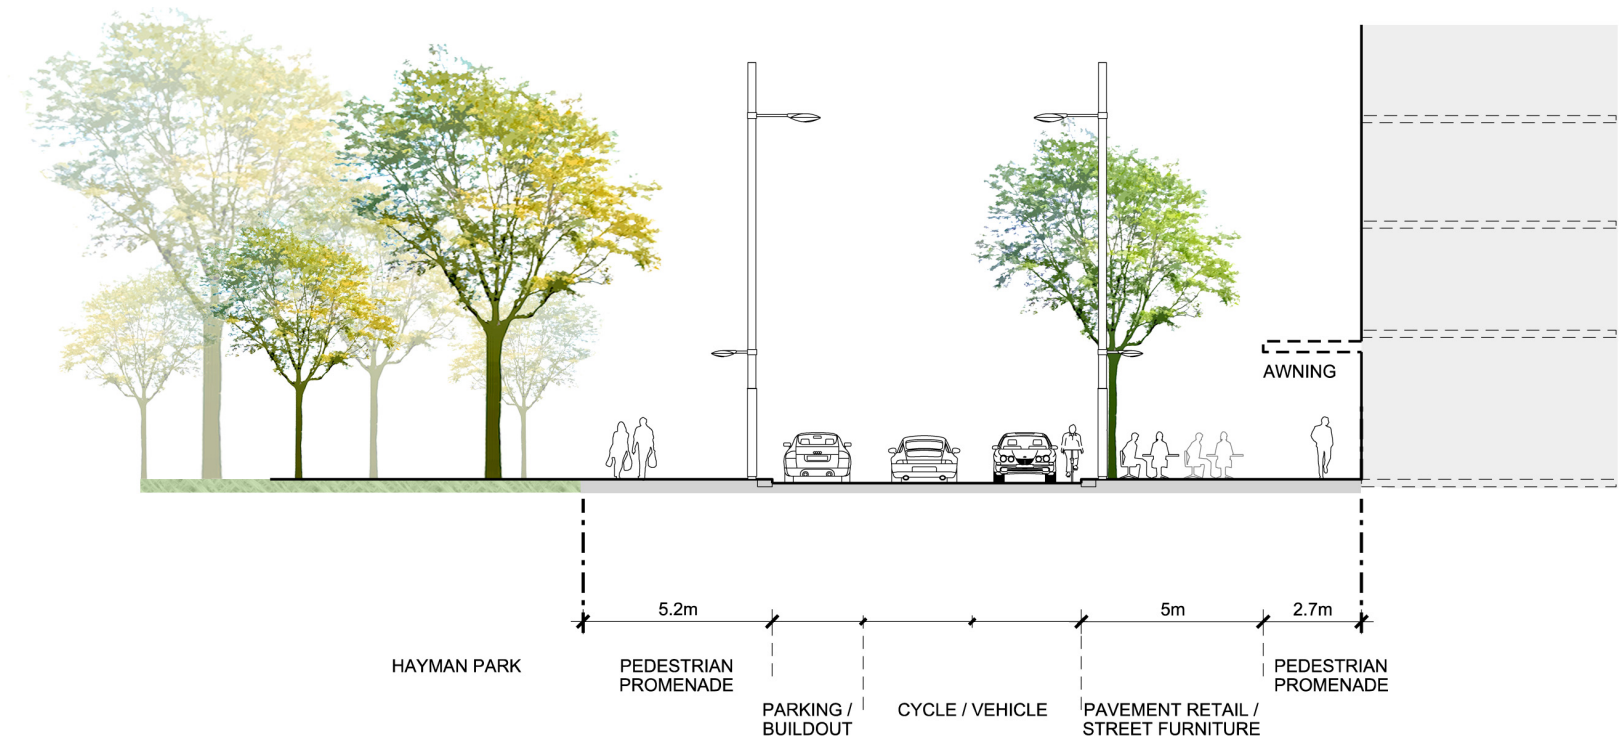 AWNING
5.2m
5m
2.7m
HAYMAN PARK
PEDESTRIAN
PROMENADE
PEDESTRIAN
PROMENADE
PARKING /
BUILDOUT
CYCLE / VEHICLE
PAVEMENT RETAIL /
STREET FURNITURE